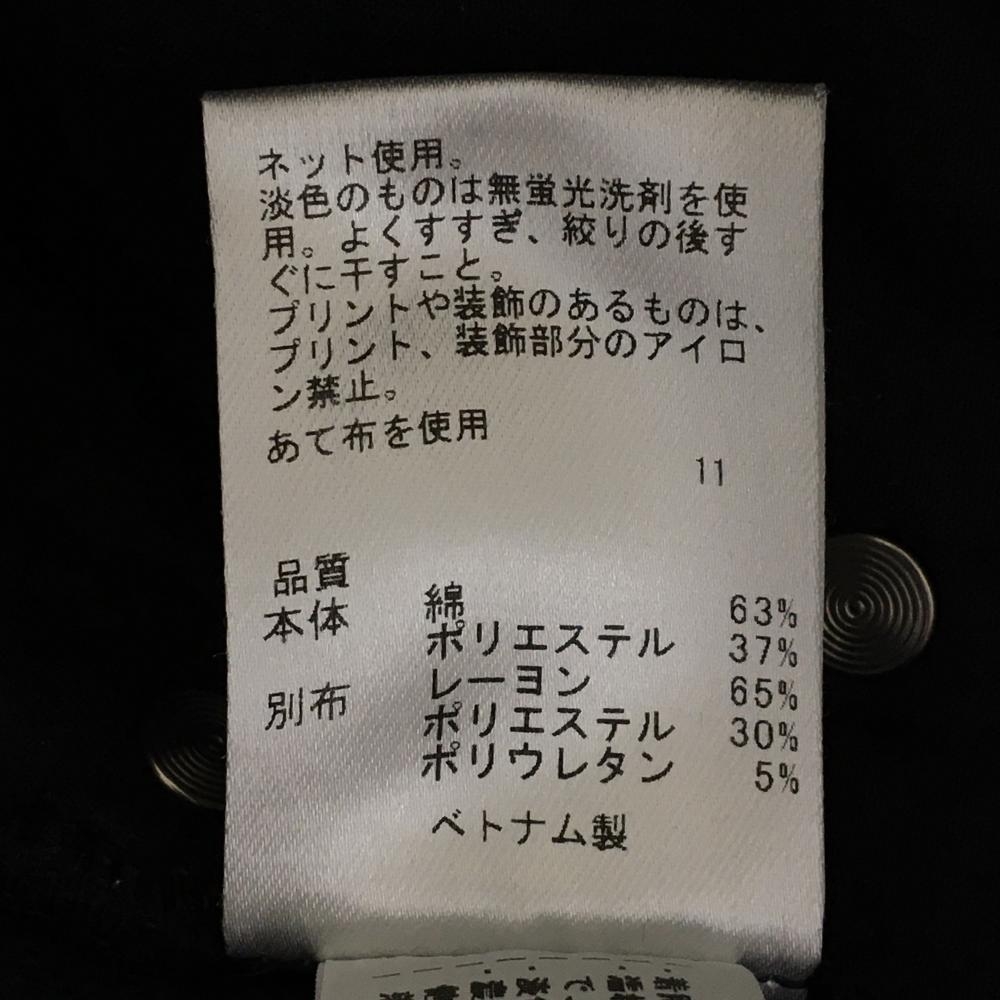 ネット使用。
淡色のものは無蛍光洗剤を使
用。よくすすぎ、絞りの後す
ぐに干すこと。
プリントや装飾のあるものは、
プリント、装飾部分のアイロ
ン禁止。
あて布を使用
11
品質
本体 綿 63%
ポリエステル 37%
別布 レーヨン 65%
ポリエステル 30%
ポリウレタン 5%
ベトナム製